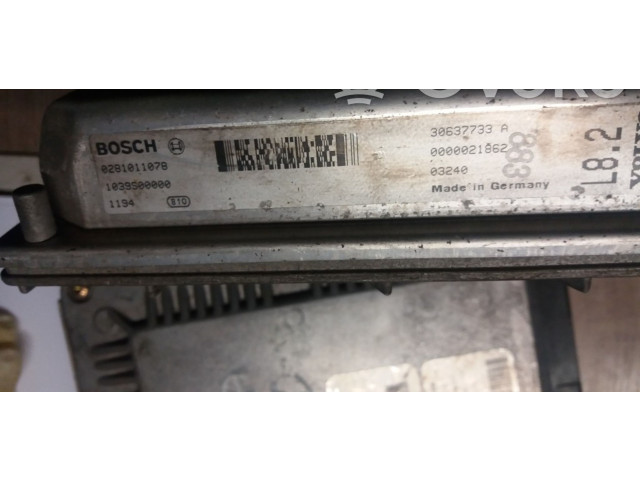 BOSCH
0281011078
1039S00000
1194 810
30637733 A
0000021862
03240
Made in Germany
883
L8.2